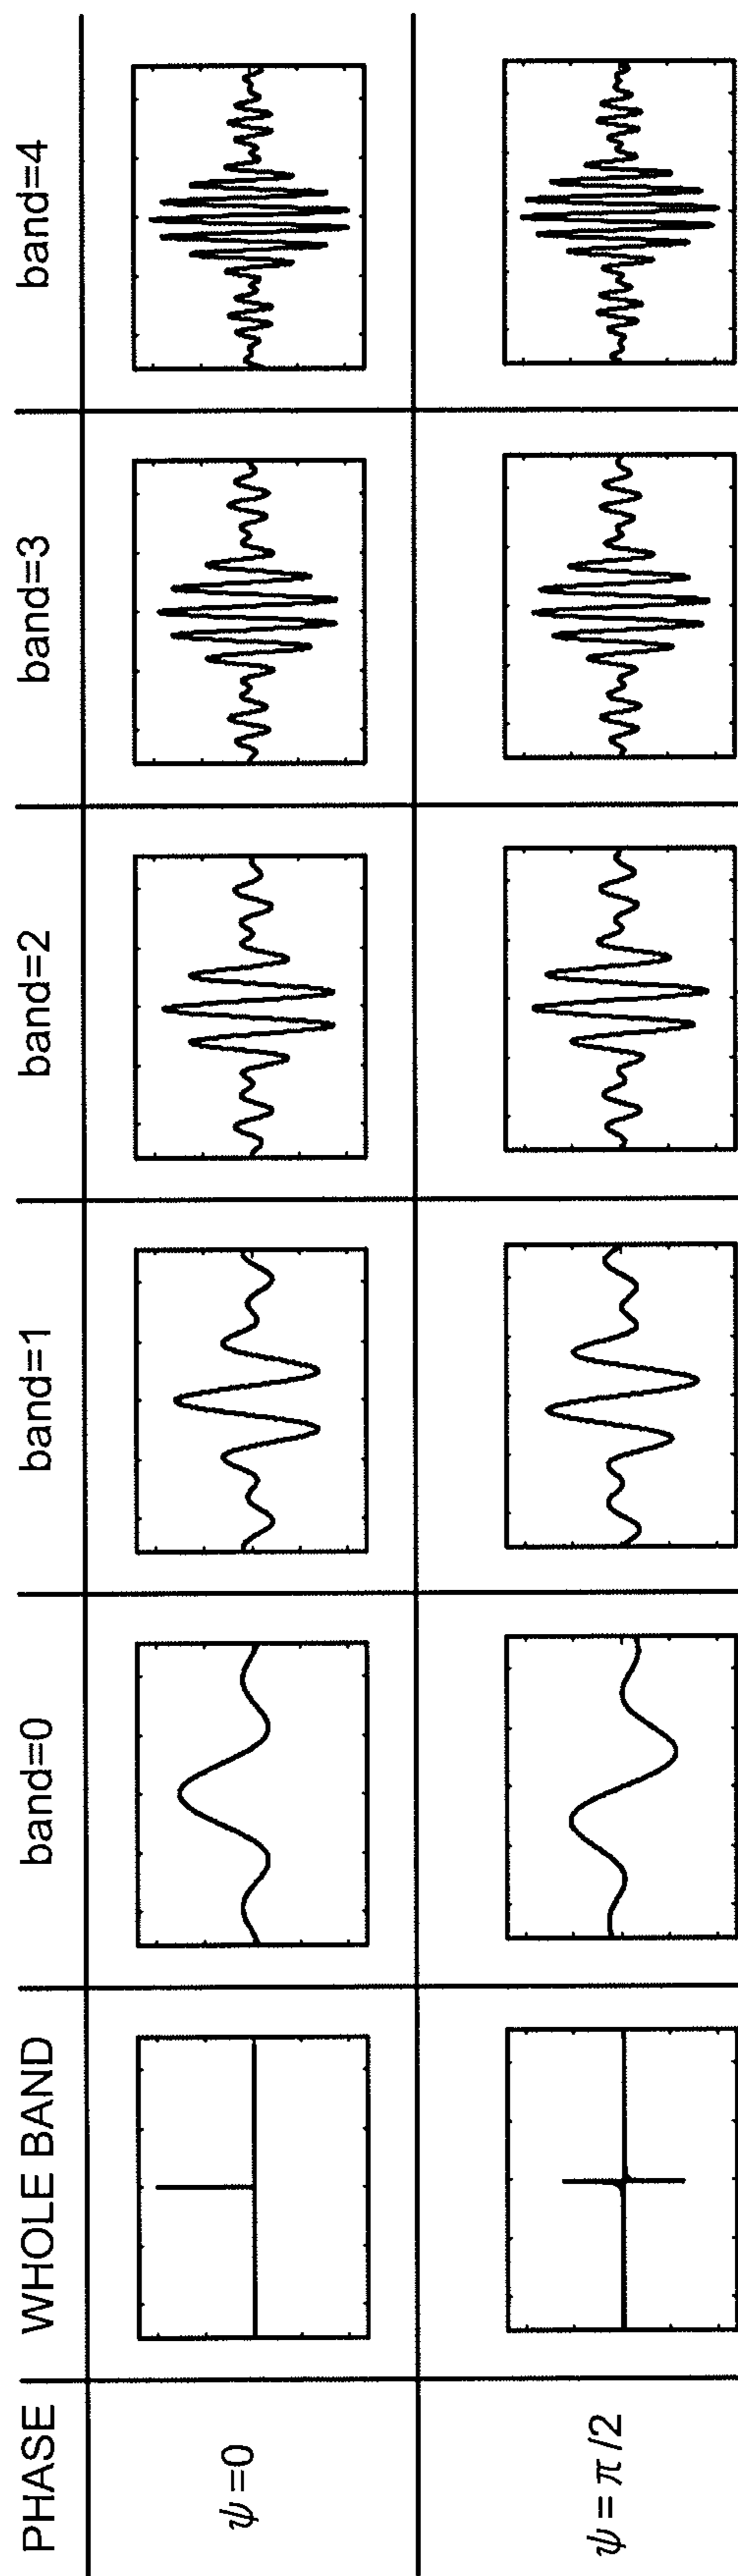 PHASE WHOLE BAND band=0 band=1 band=2 band=3 band=4
ψ=0
ψ=π/2